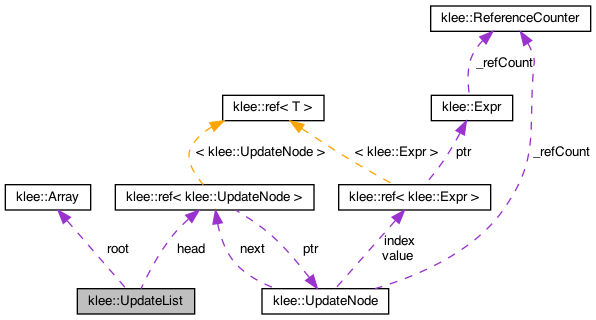 klee::ReferenceCounter
_refCount
klee::ref< T >
klee::Expr
< klee::UpdateNode >
< klee::Expr >
ptr
_refCount
klee::Array
klee::ref< klee::UpdateNode >
klee::ref< klee::Expr >
root
head
next
ptr
index
value
klee::UpdateList
klee::UpdateNode